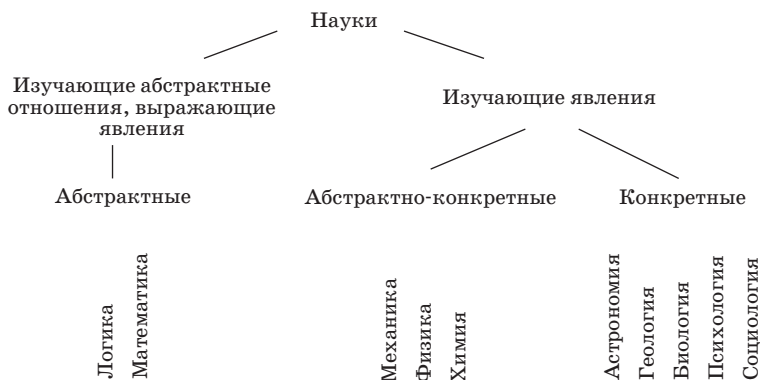 Науки
Изучающие абстрактные
отношения, выражающие
явления
Изучающие явления
Абстрактные
Абстрактно-конкретные
Конкретные
Логика
Математика
Механика
Физика
Химия
Астрономия
Геология
Биология
Психология
Социология